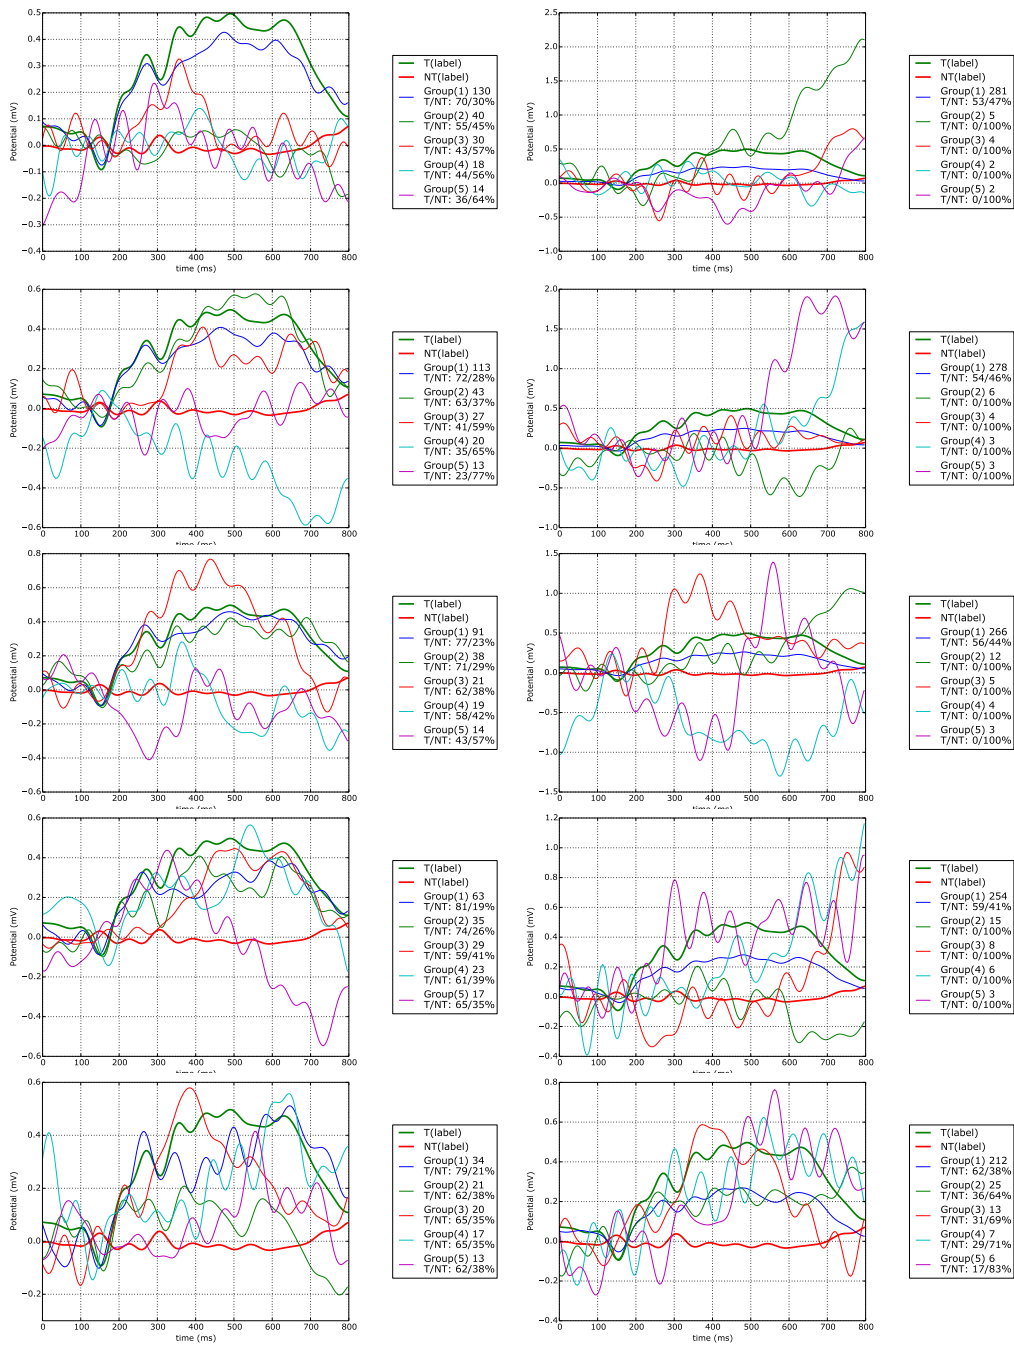 0.5
0.4
0.3
0.2
0.1
0.0
−0.1
−0.2
−0.3
−0.4
Potential (mV)
0 100 200 300 400 500 600 700 800
time (ms)
T(label)
NT(label)
Group(1) 130
T/NT: 70/30%
Group(2) 40
T/NT: 55/45%
Group(3) 30
T/NT: 43/57%
Group(4) 18
T/NT: 44/56%
Group(5) 14
T/NT: 36/64%
2.5
2.0
1.5
1.0
0.5
0.0
−0.5
−1.0
Potential (mV)
0 100 200 300 400 500 600 700 800
time (ms)
T(label)
NT(label)
Group(1) 281
T/NT: 53/47%
Group(2) 5
T/NT: 0/100%
Group(3) 4
T/NT: 0/100%
Group(4) 2
T/NT: 0/100%
Group(5) 2
T/NT: 0/100%
0.6
0.4
0.2
0.0
−0.2
−0.4
−0.6
Potential (mV)
0 100 200 300 400 500 600 700 800
time (ms)
T(label)
NT(label)
Group(1) 113
T/NT: 72/28%
Group(2) 43
T/NT: 63/37%
Group(3) 27
T/NT: 41/59%
Group(4) 20
T/NT: 35/65%
Group(5) 13
T/NT: 23/77%
2.0
1.5
1.0
0.5
0.0
−0.5
−1.0
Potential (mV)
0 100 200 300 400 500 600 700 800
time (ms)
T(label)
NT(label)
Group(1) 278
T/NT: 54/46%
Group(2) 6
T/NT: 0/100%
Group(3) 4
T/NT: 0/100%
Group(4) 3
T/NT: 0/100%
Group(5) 3
T/NT: 0/100%
0.8
0.6
0.4
0.2
0.0
−0.2
−0.4
−0.6
Potential (mV)
0 100 200 300 400 500 600 700 800
time (ms)
T(label)
NT(label)
Group(1) 91
T/NT: 77/23%
Group(2) 38
T/NT: 71/29%
Group(3) 21
T/NT: 62/38%
Group(4) 19
T/NT: 58/42%
Group(5) 14
T/NT: 43/57%
1.5
1.0
0.5
0.0
−0.5
−1.0
−1.5
Potential (mV)
0 100 200 300 400 500 600 700 800
time (ms)
T(label)
NT(label)
Group(1) 266
T/NT: 56/44%
Group(2) 12
T/NT: 0/100%
Group(3) 5
T/NT: 0/100%
Group(4) 4
T/NT: 0/100%
Group(5) 3
T/NT: 0/100%
0.6
0.4
0.2
0.0
−0.2
−0.4
−0.6
Potential (mV)
0 100 200 300 400 500 600 700 800
time (ms)
T(label)
NT(label)
Group(1) 63
T/NT: 81/19%
Group(2) 35
T/NT: 74/26%
Group(3) 29
T/NT: 59/41%
Group(4) 23
T/NT: 61/39%
Group(5) 17
T/NT: 65/35%
1.2
1.0
0.8
0.6
0.4
0.2
0.0
−0.2
−0.4
Potential (mV)
0 100 200 300 400 500 600 700 800
time (ms)
T(label)
NT(label)
Group(1) 254
T/NT: 59/41%
Group(2) 15
T/NT: 0/100%
Group(3) 8
T/NT: 0/100%
Group(4) 6
T/NT: 0/100%
Group(5) 3
T/NT: 0/100%
0.6
0.4
0.2
0.0
−0.2
Potential (mV)
0 100 200 300 400 500 600 700 800
time (ms)
T(label)
NT(label)
Group(1) 34
T/NT: 79/21%
Group(2) 21
T/NT: 62/38%
Group(3) 20
T/NT: 65/35%
Group(4) 17
T/NT: 65/35%
Group(5) 13
T/NT: 62/38%
0.8
0.6
0.4
0.2
0.0
−0.2
−0.4
Potential (mV)
0 100 200 300 400 500 600 700 800
time (ms)
T(label)
NT(label)
Group(1) 212
T/NT: 62/38%
Group(2) 25
T/NT: 36/64%
Group(3) 13
T/NT: 31/69%
Group(4) 7
T/NT: 29/71%
Group(5) 6
T/NT: 17/83%